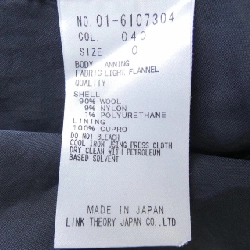 NO 01-6107304
COL. 040
SIZE 0
BODY TANNING
FABRIC LIGHT FLANNEL
QUALITY
SHELL
90% WOOL
9% NYLON
1% POLYURETHANE
LINING
100% CUPRO
DO NOT BLEACH
COOL IRON USING PRESS CLOTH
DRY CLEAN WITH PETROLEUM
BASED SOLVENT
MADE IN JAPAN
LINK THEORY JAPAN CO.,LTD